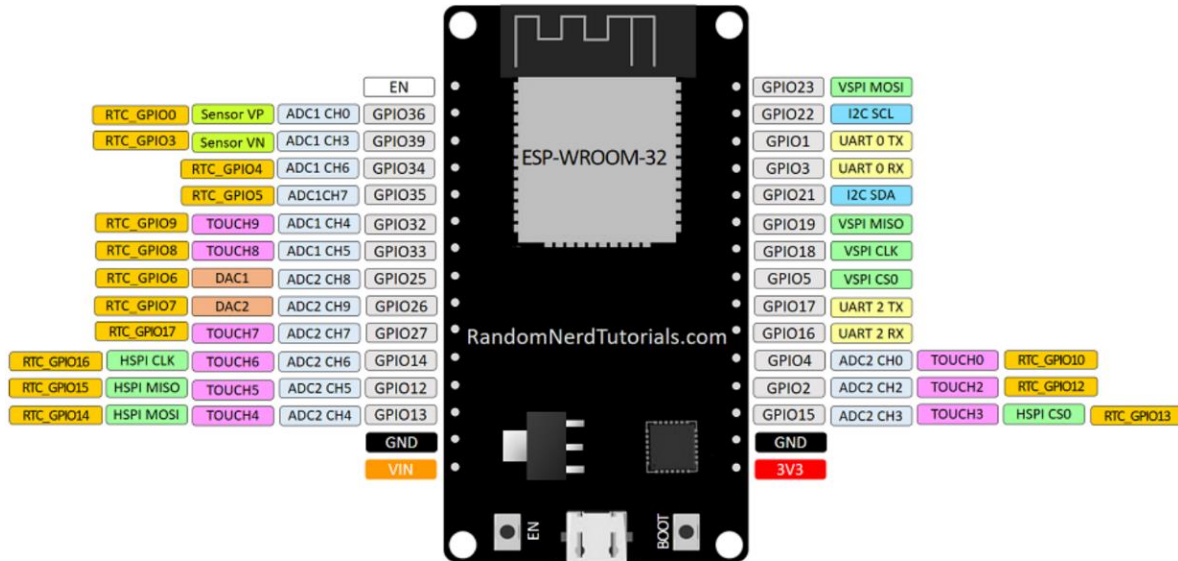 EN GPIO23 VSPI MOSI
RTC_GPIO0 Sensor VP ADC1 CH0 GPIO36 GPIO22 I2C SCL
RTC_GPIO3 Sensor VN ADC1 CH3 GPIO39 GPIO1 UART 0 TX
RTC_GPIO4 ADC1 CH6 GPIO34 ESP-WROOM-32 GPIO3 UART 0 RX
RTC_GPIO5 ADC1CH7 GPIO35 GPIO21 I2C SDA
RTC_GPIO9 TOUCH9 ADC1 CH4 GPIO32 GPIO19 VSPI MISO
RTC_GPIO8 TOUCH8 ADC1 CH5 GPIO33 GPIO18 VSPI CLK
RTC_GPIO6 DAC1 ADC2 CH8 GPIO25 GPIO5 VSPI CS0
RTC_GPIO7 DAC2 ADC2 CH9 GPIO26 GPIO17 UART 2 TX
RTC_GPIO17 TOUCH7 ADC2 CH7 GPIO27 RandomNerdTutorials.com GPIO16 UART 2 RX
RTC_GPIO16 HSPI CLK TOUCH6 ADC2 CH6 GPIO14 GPIO4 ADC2 CH0 TOUCH0 RTC_GPIO10
RTC_GPIO15 HSPI MISO TOUCH5 ADC2 CH5 GPIO12 GPIO2 ADC2 CH2 TOUCH2 RTC_GPIO12
RTC_GPIO14 HSPI MOSI TOUCH4 ADC2 CH4 GPIO13 GPIO15 ADC2 CH3 TOUCH3 HSPI CS0 RTC_GPIO13
GND GND
VIN 3V3
EN BOOT